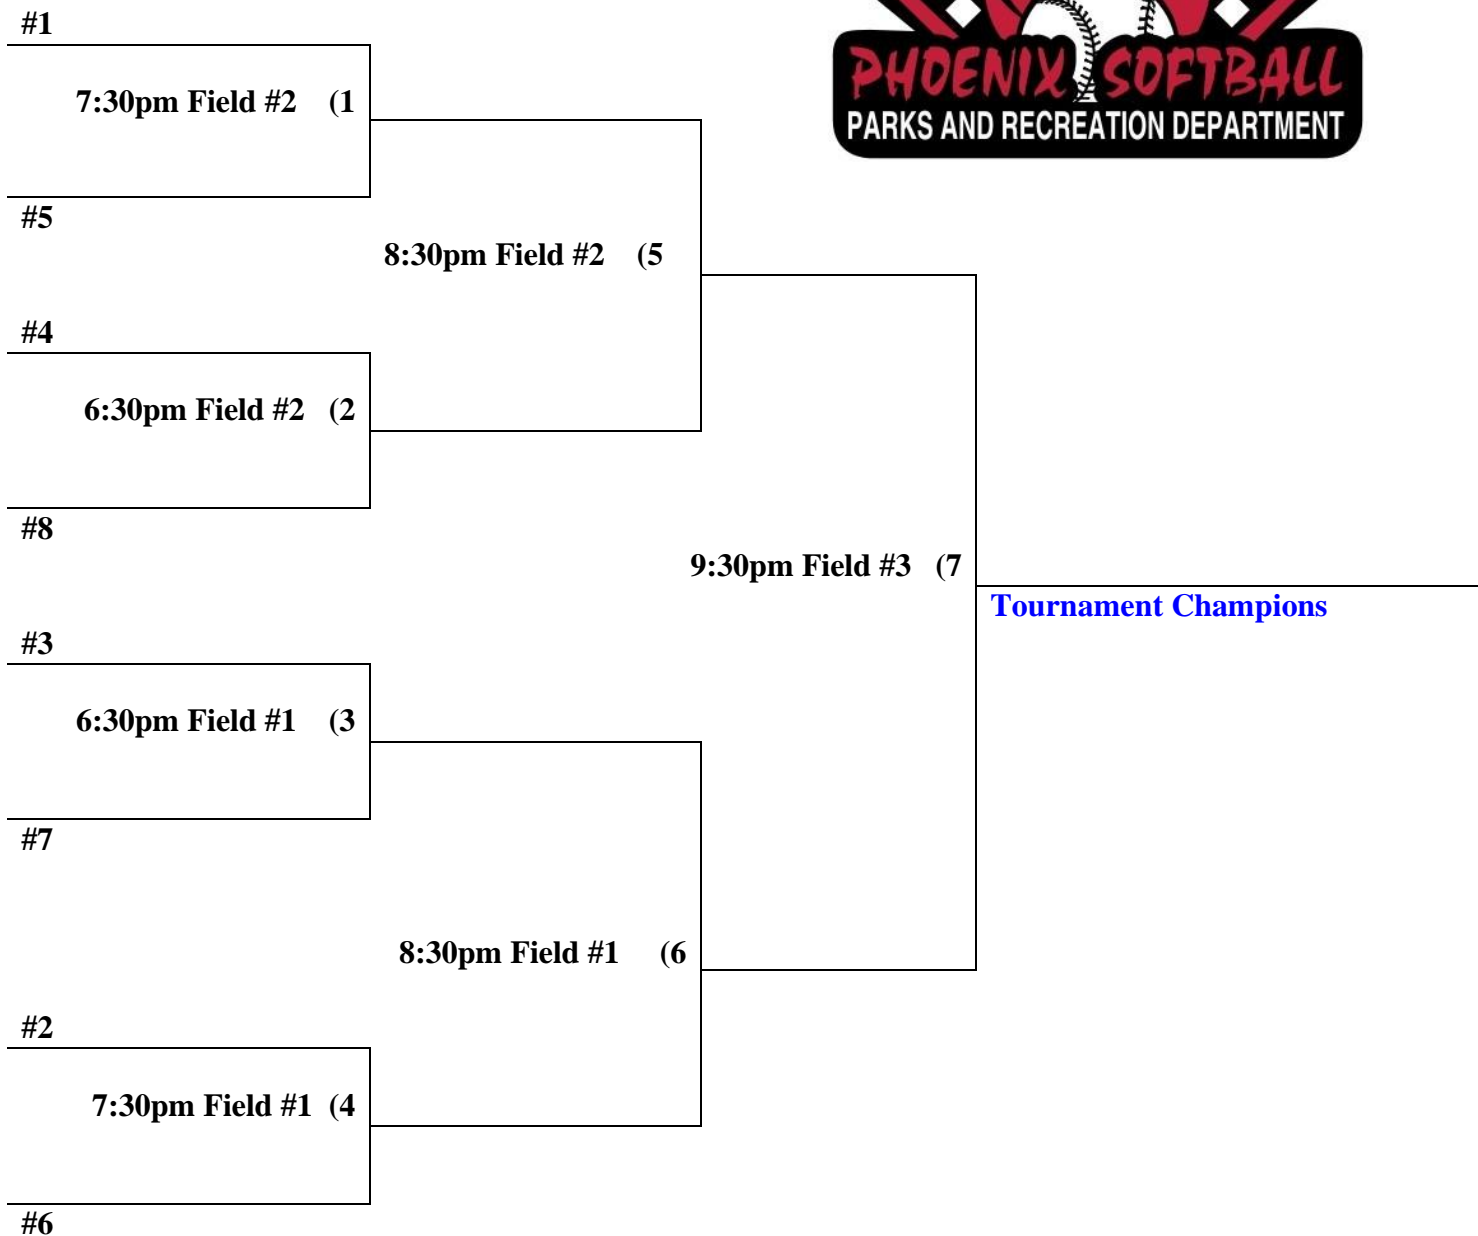 #1
PHOENIX SOFTBALL
PARKS AND RECREATION DEPARTMENT
7:30pm Field #2 (1
#5
8:30pm Field #2 (5
#4
6:30pm Field #2 (2
#8
9:30pm Field #3 (7
Tournament Champions
#3
6:30pm Field #1 (3
#7
8:30pm Field #1 (6
#2
7:30pm Field #1 (4
#6